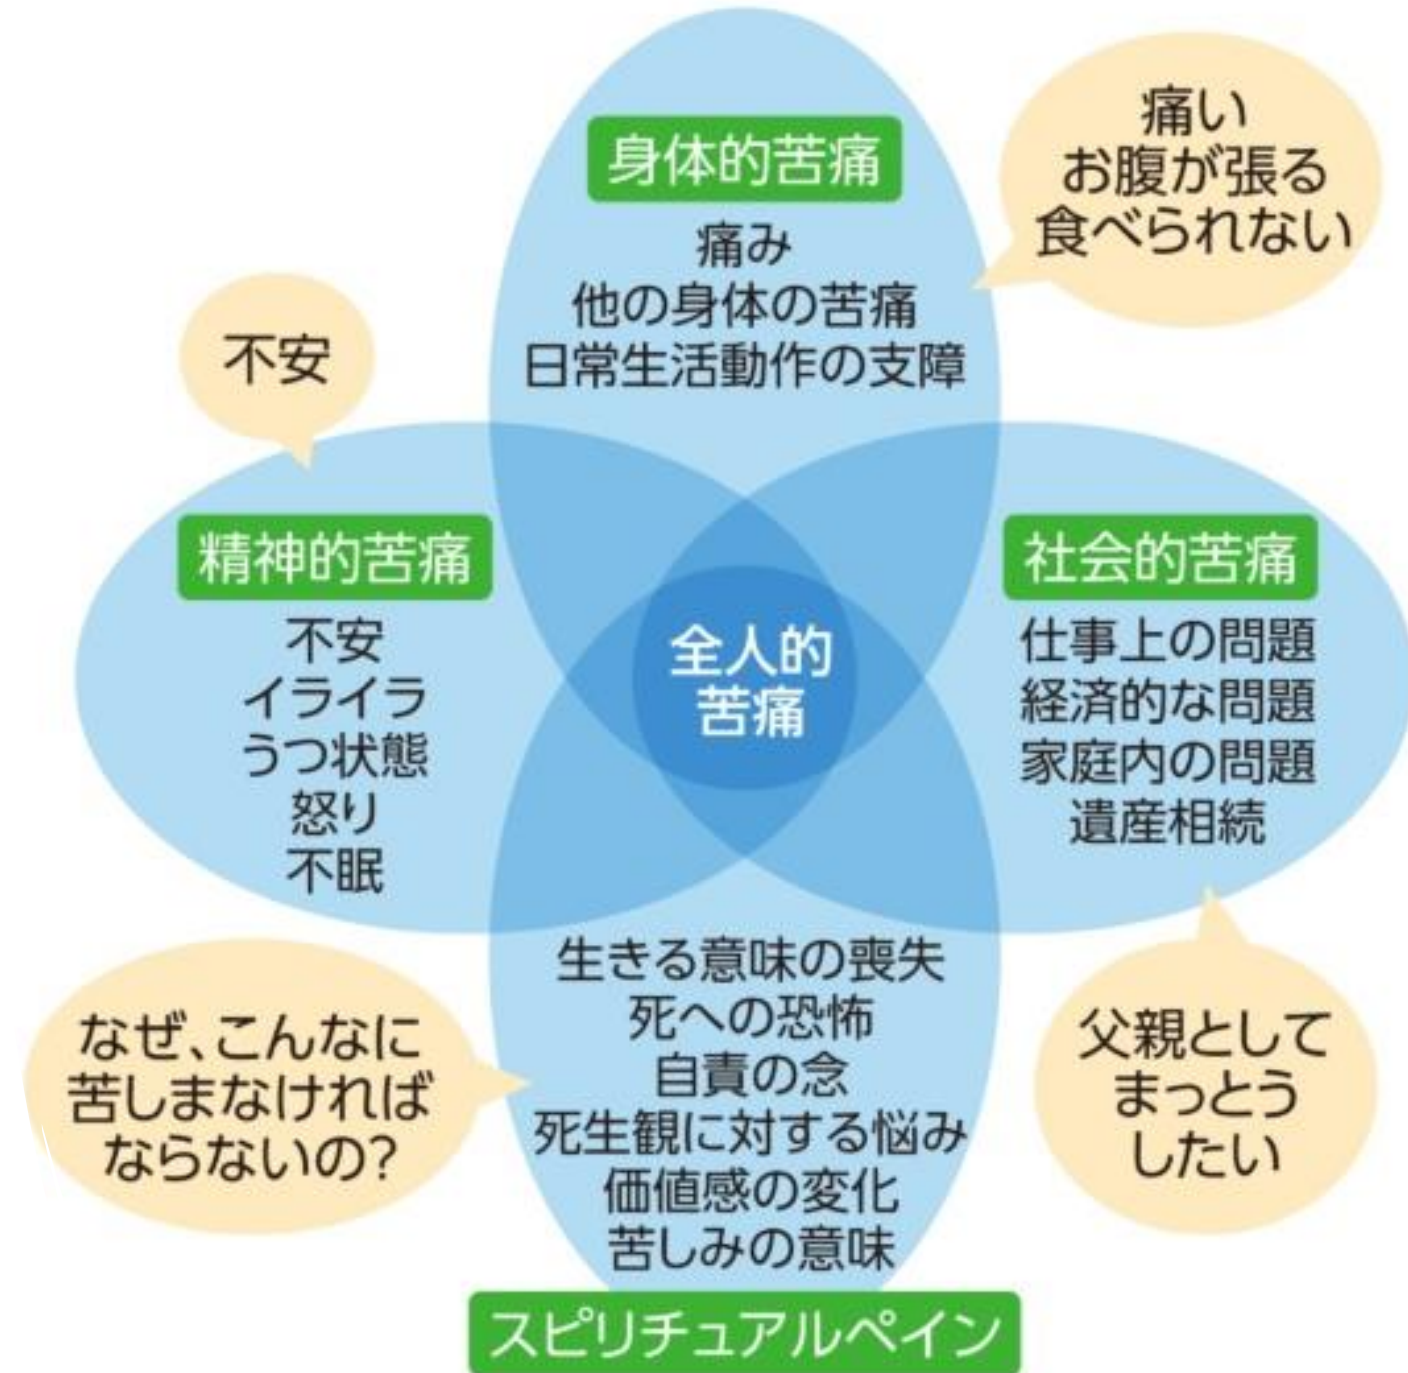 身体的苦痛
痛み
他の身体の苦痛
日常生活動作の支障
痛い
お腹が張る
食べられない
不安
精神的苦痛
不安
イライラ
うつ状態
怒り
不眠
全人的
苦痛
社会的苦痛
仕事上の問題
経済的な問題
家庭内の問題
遺産相続
なぜ、こんなに
苦しまなければ
ならないの?
生きる意味の喪失
死への恐怖
自責の念
死生観に対する悩み
価値感の変化
苦しみの意味
スピリチュアルペイン
父親として
まっとう
したい